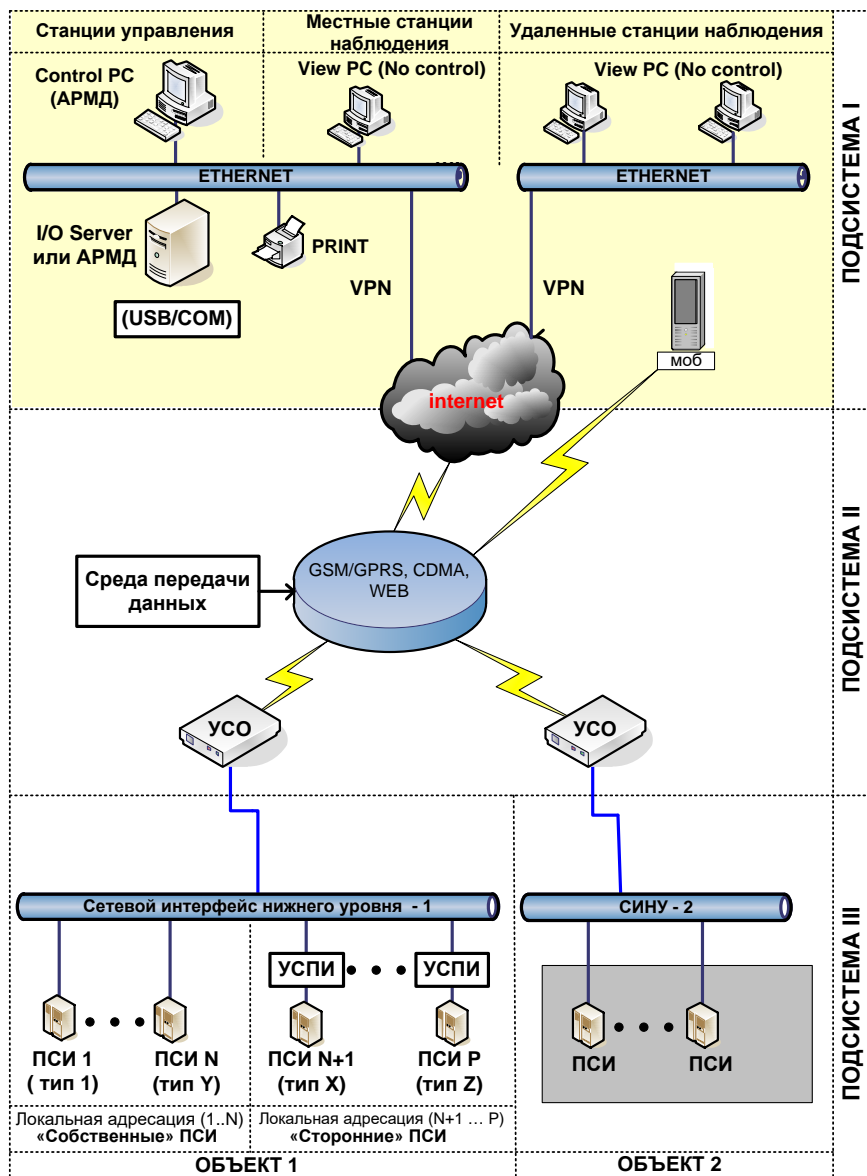 Станции управления
Местные станции
наблюдения
Удаленные станции наблюдения
Control PC
(АРМД)
View PC (No control)
View PC (No control)
ETHERNET
ETHERNET
I/O Server
или АРМД
PRINT
(USB/COM)
VPN
VPN
моб
internet
ПОДСИСТЕМА I
GSM/GPRS, CDMA,
WEB
Среда передачи
данных
УСО
УСО
ПОДСИСТЕМА II
Сетевой интерфейс нижнего уровня - 1
СИНУ - 2
УСПИ
УСПИ
ПСИ 1
( тип 1)
ПСИ N
(тип Y)
ПСИ N+1
(тип X)
ПСИ P
(тип Z)
ПСИ
ПСИ
Локальная адресация (1..N)
«Собственные» ПСИ
Локальная адресация (N+1 ... P)
«Сторонние» ПСИ
ОБЪЕКТ 1
ОБЪЕКТ 2
ПОДСИСТЕМА III